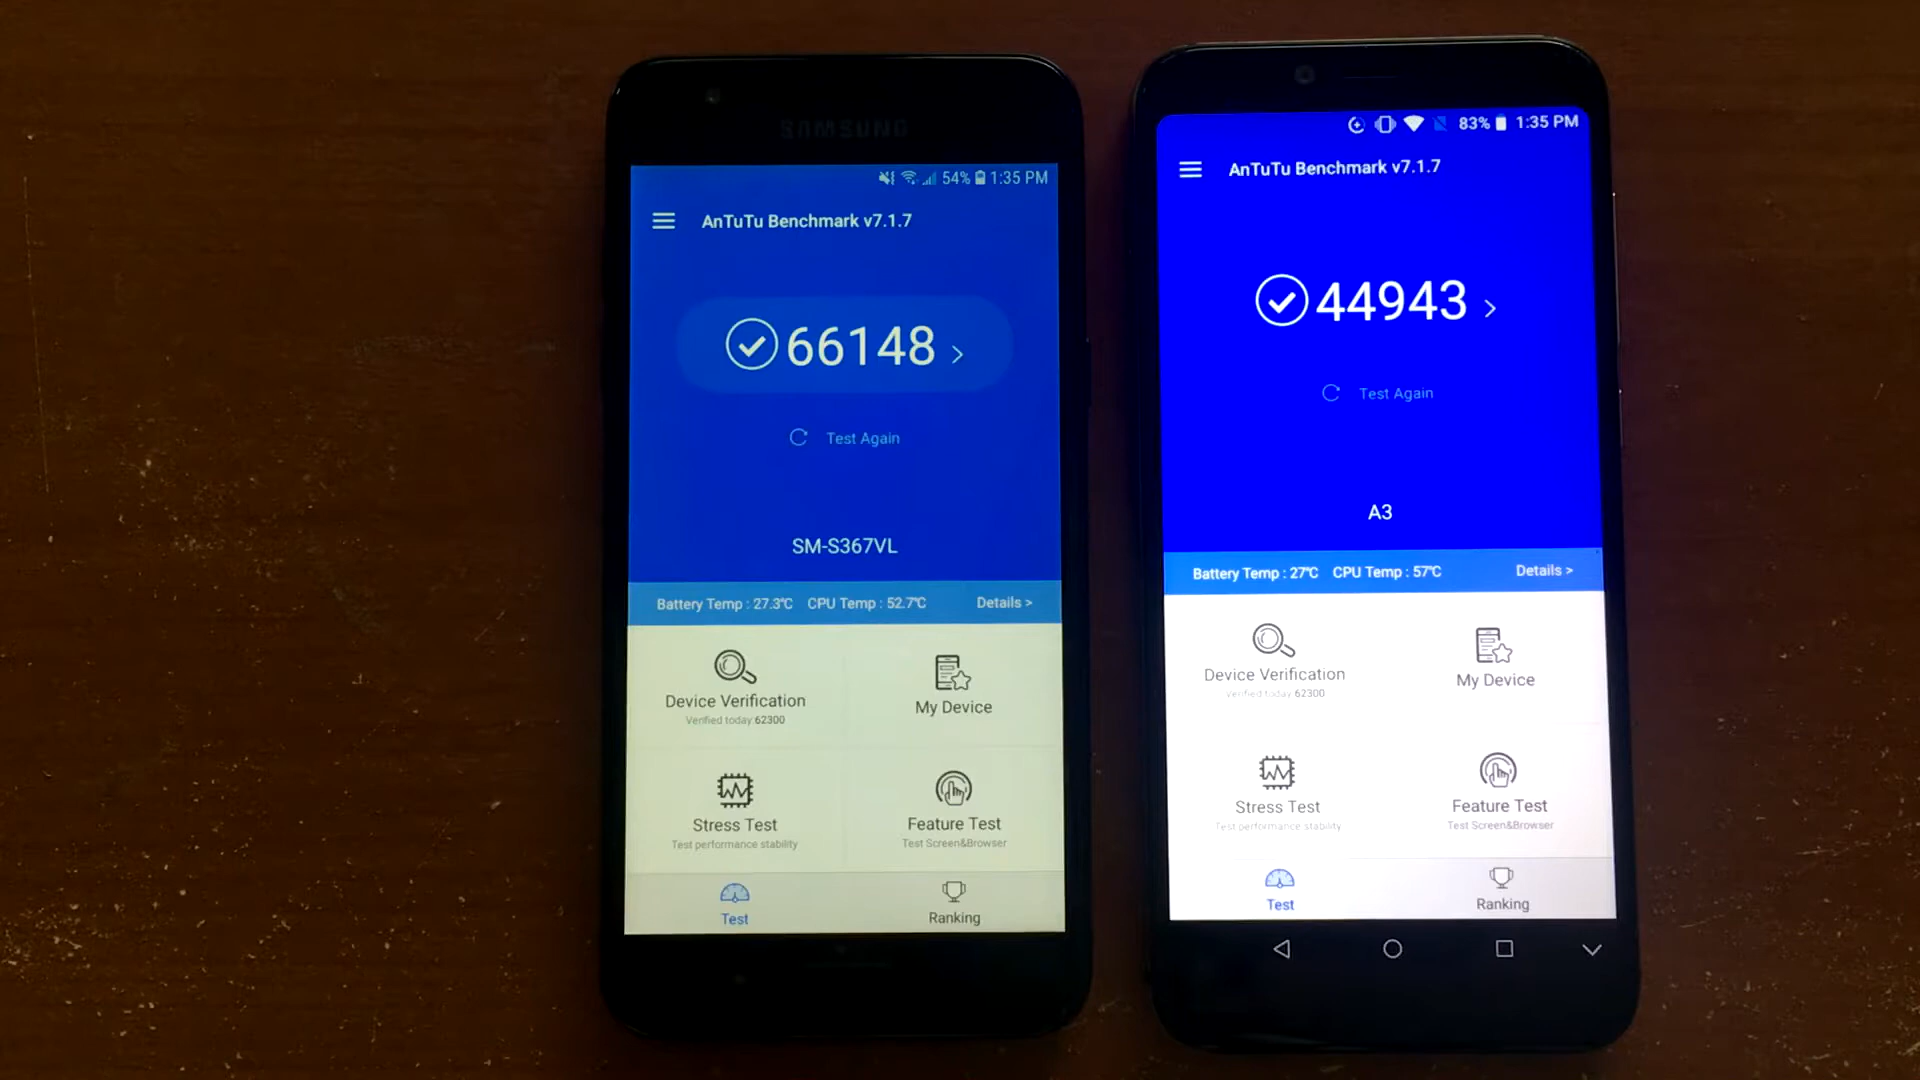 SAMSUNG
54% 1:35 PM
AnTuTu Benchmark v7.1.7
66148 >
Test Again
SM-S367VL
Battery Temp : 27.3℃ CPU Temp : 52.7℃ Details >
Device Verification
Verified today:62300
My Device
Stress Test
Test performance stability
Feature Test
Test Screen&Browser
Test
Ranking
83% 1:35 PM
AnTuTu Benchmark v7.1.7
44943 >
Test Again
A3
Battery Temp : 27℃ CPU Temp : 57℃ Details >
Device Verification
Verified today:62300
My Device
Stress Test
Test performance stability
Feature Test
Test Screen&Browser
Test
Ranking